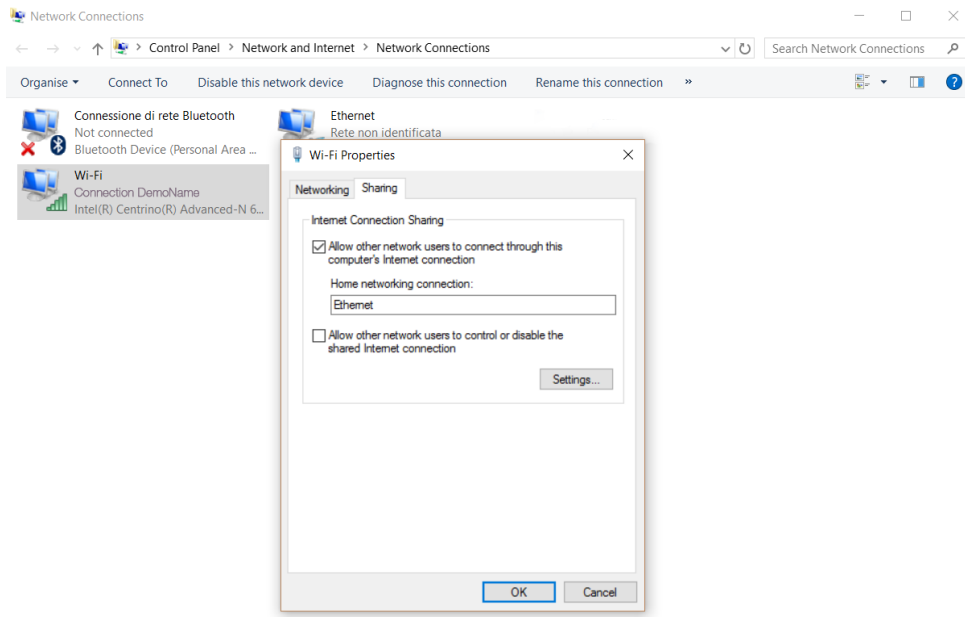 Network Connections
Control Panel > Network and Internet > Network Connections
Search Network Connections
Organise
Connect To
Disable this network device
Diagnose this connection
Rename this connection
»
?
Connessione di rete Bluetooth
Not connected
Bluetooth Device (Personal Area ...
Ethernet
Rete non identificata
Wi-Fi
Connection DemoName
Intel(R) Centrino(R) Advanced-N 6...
Wi-Fi Properties
Networking
Sharing
Internet Connection Sharing
Allow other network users to connect through this
computer's Internet connection
Home networking connection:
Ethernet
Allow other network users to control or disable the
shared Internet connection
Settings...
OK
Cancel